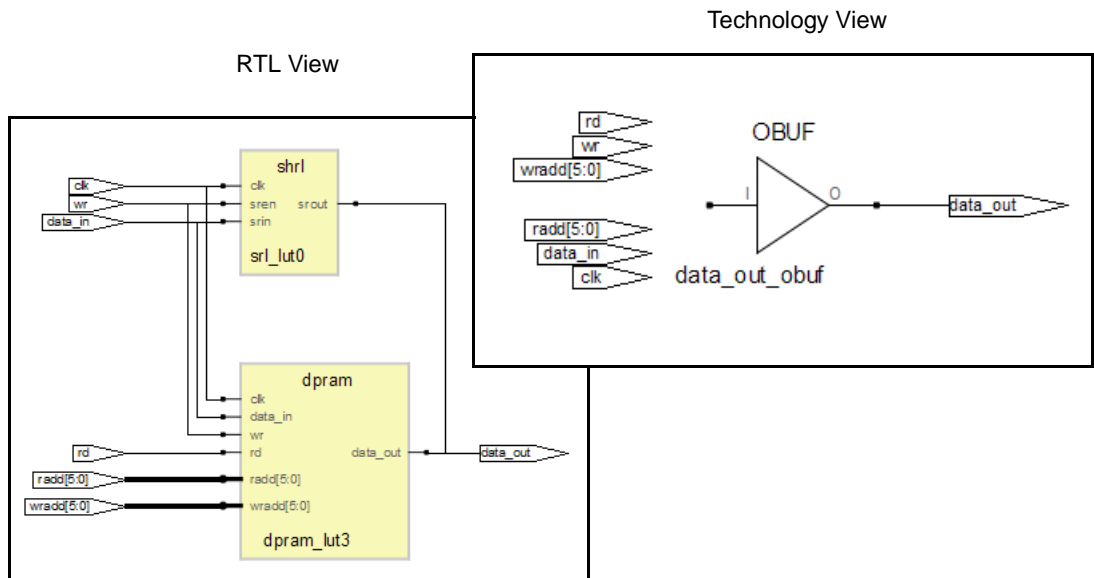 Technology View
RTL View
rd
wr
wradd[5:0]
radd[5:0]
data_in
clk
OBUF
I
O
data_out
data_out_obuf
clk
wr
data_in
shrl
clk
sren
srout
srin
srl_lut0
dpram
clk
data_in
wr
rd
data_out
radd[5:0]
wradd[5:0]
dpram_lut3
rd
radd[5:0]
wradd[5:0]
data_out